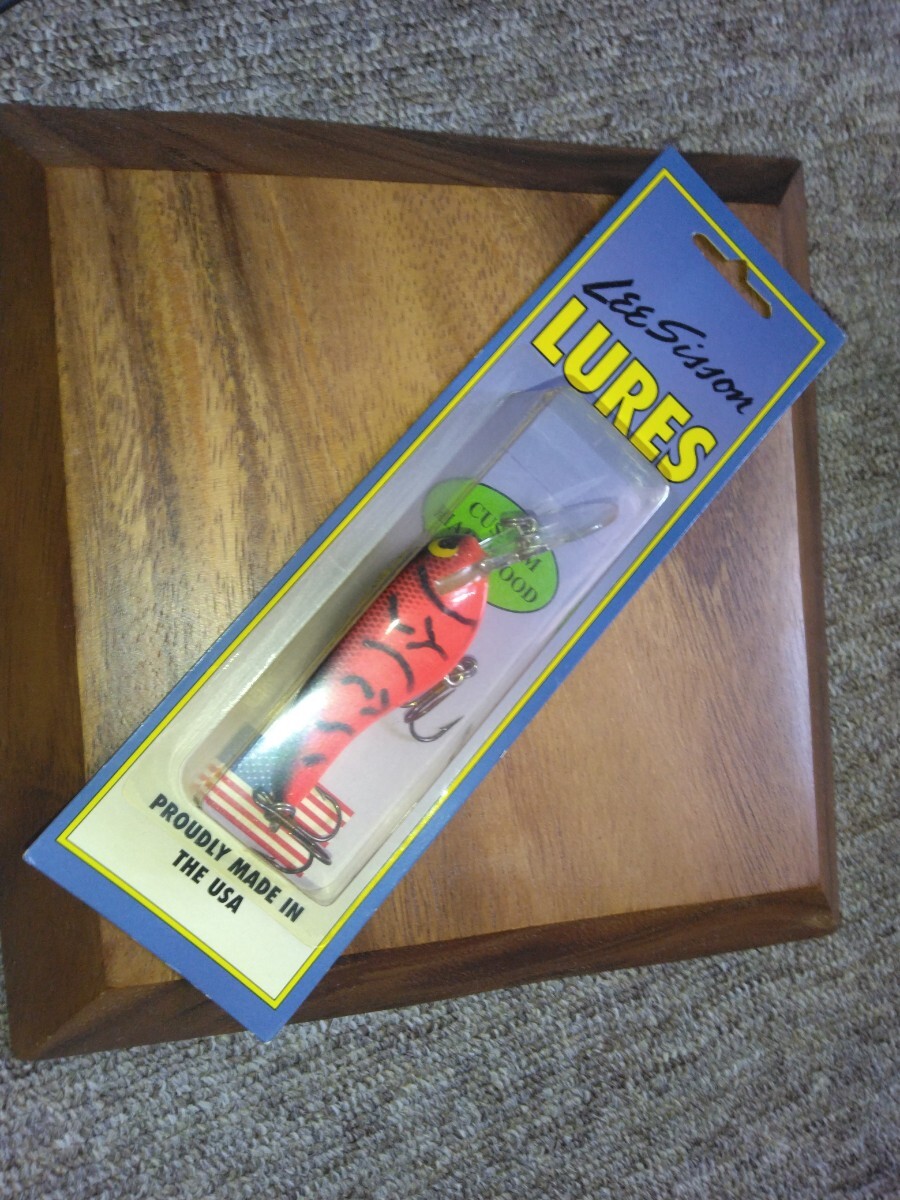 LEE Sisson
LURES
PROUDLY MADE IN
THE USA